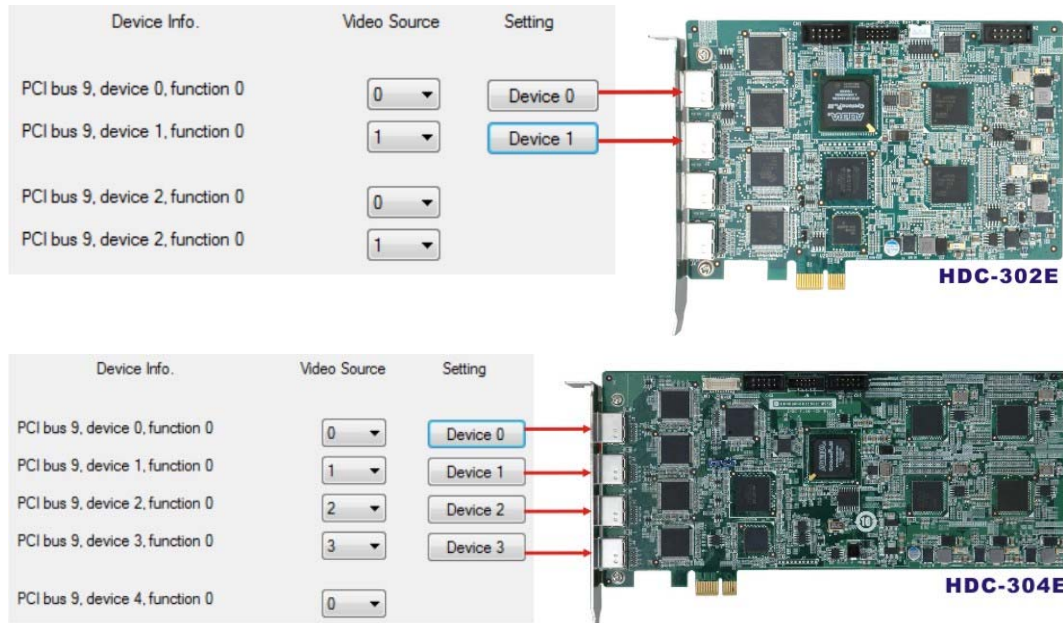 Device Info. Video Source Setting
PCI bus 9, device 0, function 0 0 Device 0
PCI bus 9, device 1, function 0 1 Device 1
PCI bus 9, device 2, function 0 0
PCI bus 9, device 2, function 0 1
HDC-302E
Device Info. Video Source Setting
PCI bus 9, device 0, function 0 0 Device 0
PCI bus 9, device 1, function 0 1 Device 1
PCI bus 9, device 2, function 0 2 Device 2
PCI bus 9, device 3, function 0 3 Device 3
10
HDC-304E
PCI bus 9, device 4, function 0 0